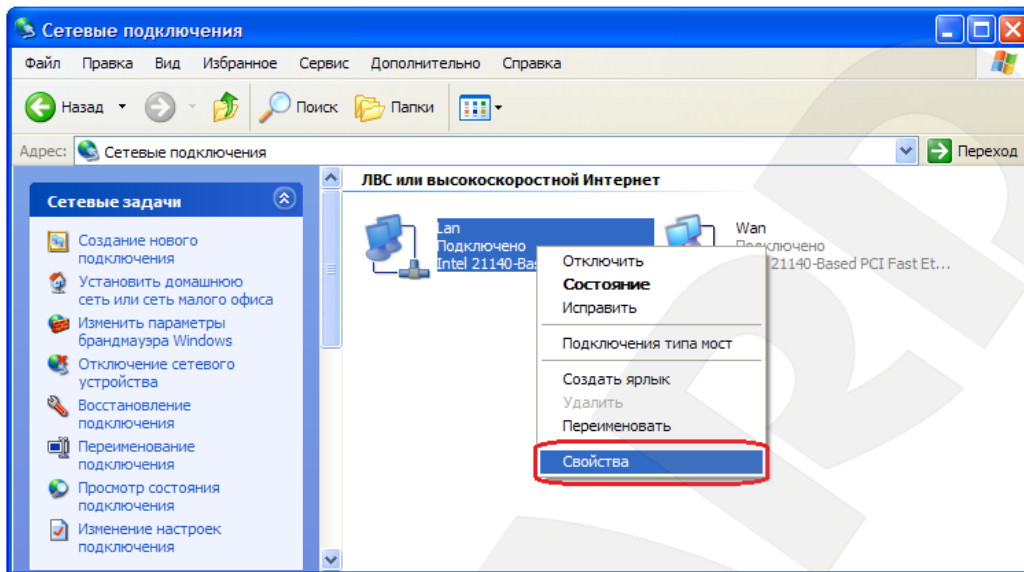 Сетевые подключения
Файл Правка Вид Избранное Сервис Дополнительно Справка
Назад Поиск Папки
Адрес: Сетевые подключения Переход
Сетевые задачи
Создание нового
подключения
Установить домашнюю
сеть или сеть малого офиса
Изменить параметры
брандмауэра Windows
Отключение сетевого
устройства
Восстановление
подключения
Переименование
подключения
Просмотр состояния
подключения
Изменение настроек
подключения
ЛВС или высокоскоростной Интернет
Lan
Подключено
Intel 21140-Bas
Wan
Подключено
21140-Based PCI Fast Et...
Отключить
Состояние
Исправить
Подключения типа мост
Создать ярлык
Удалить
Переименовать
Свойства